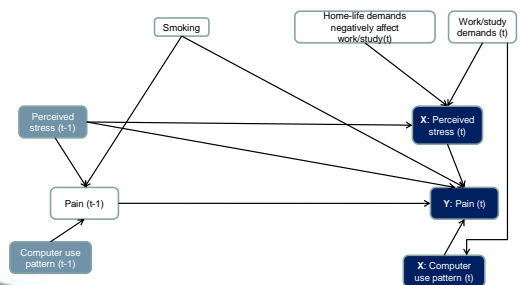 Smoking
Home-life demands
negatively affect
work/study(t)
Work/study
demands (t)
Perceived
stress (t-1)
X: Perceived
stress (t)
Pain (t-1)
Y: Pain (t)
Computer use
pattern (t-1)
X: Computer
use pattern (t)